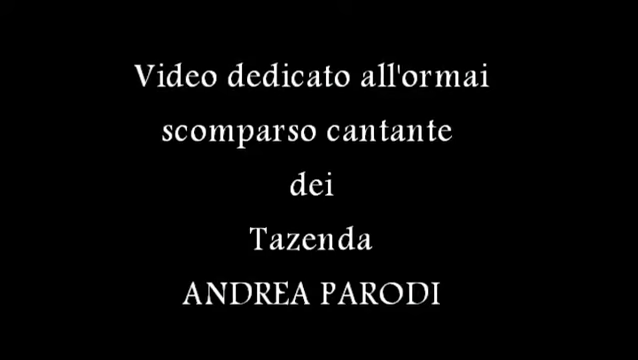 Video dedicato all'ormai
scomparso cantante
dei
Tazenda
ANDREA PARODI